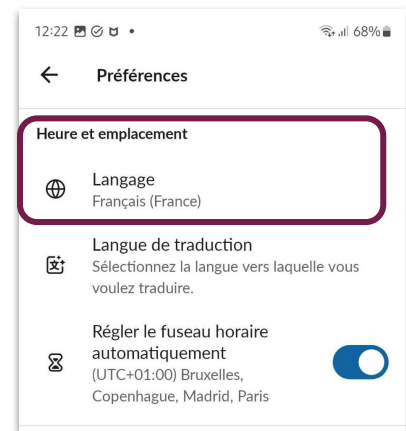 12:22
68%
Préférences
Heure et emplacement
Langage
Français (France)
Langue de traduction
Sélectionnez la langue vers laquelle vous
voulez traduire.
Régler le fuseau horaire
automatiquement
(UTC+01:00) Bruxelles,
Copenhague, Madrid, Paris